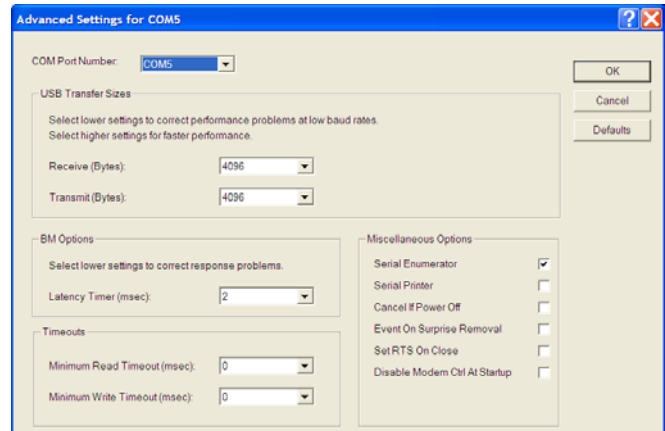 Advanced Settings for COM5
COM Port Number: COM5
OK
USB Transfer Sizes
Cancel
Select lower settings to correct performance problems at low baud rates.
Defaults
Select higher settings for faster performance.
Receive (Bytes): 4096
Transmit (Bytes): 4096
BM Options
Select lower settings to correct response problems.
Latency Timer (msec): 2
Timeouts
Minimum Read Timeout (msec): 0
Minimum Write Timeout (msec): 0
Miscellaneous Options
Serial Enumerator
Serial Printer
Cancel If Power Off
Event On Surprise Removal
Set RTS On Close
Disable Modem Ctrl At Startup